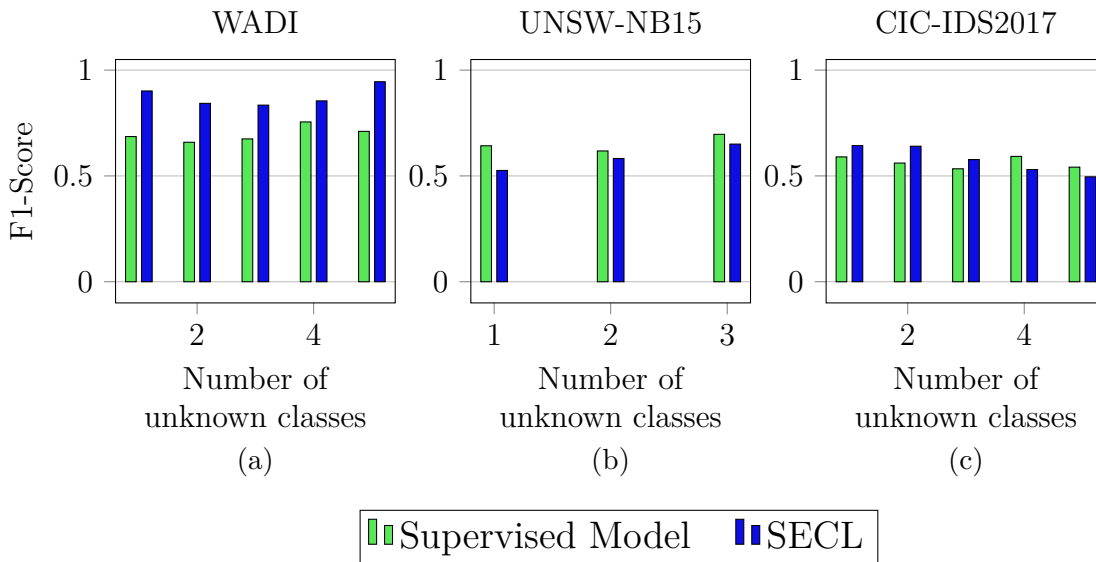 WADI
UNSW-NB15
CIC-IDS2017
F1-Score
1
0.5
0
2 4
Number of
unknown classes
(a)
1
0.5
0
1 2 3
Number of
unknown classes
(b)
1
0.5
0
2 4
Number of
unknown classes
(c)
Supervised Model SECL